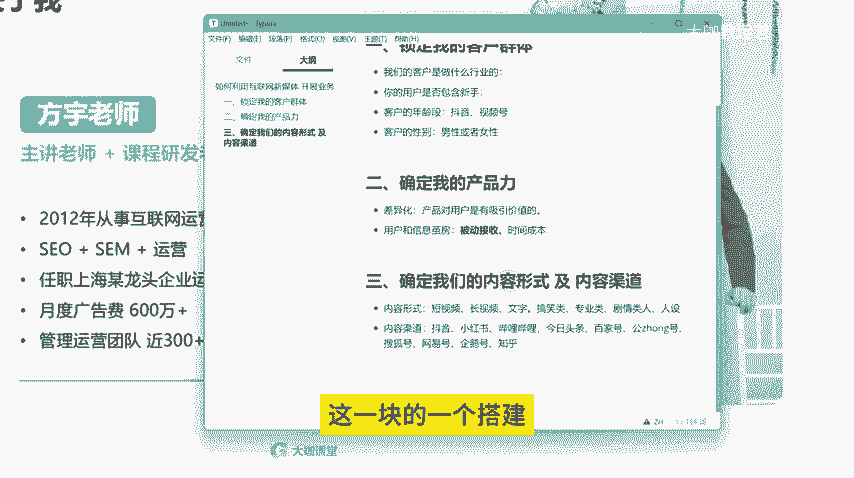 方宇老师
主讲老师 + 课程研发
• 2012年从事互联网运营
• SEO + SEM + 运营
• 任职上海某龙头企业运
• 月度广告费 600万+
• 管理运营团队 近300+
文件(F) 编辑(E) 段落(P) 格式(O) 视图(V) 主题(T) 帮助(H)
文件 大纲
如何利用互联网新媒体 开展业务
一、锁定我的客户群体
二、确定我的产品力
三、确定我们的内容形式 及
内容渠道
一、锁定我的客户群体
• 我们的客户是做什么行业的：
• 你的用户是否包含新手：
• 客户的年龄段：抖音、视频号
• 客户的性别：男性或者女性
二、确定我的产品力
• 差异化：产品对用户是有吸引价值的。
• 用户和信息茧房：被动接收。时间成本
三、确定我们的内容形式 及 内容渠道
• 内容形式：短视频、长视频、文字。搞笑类、专业类、剧情类人、人设
• 内容渠道：抖音、小红书、哔哩哔哩、今日头条、百家号、公zhong号、
搜狐号、网易号、企鹅号、知乎
这一块的一个搭建